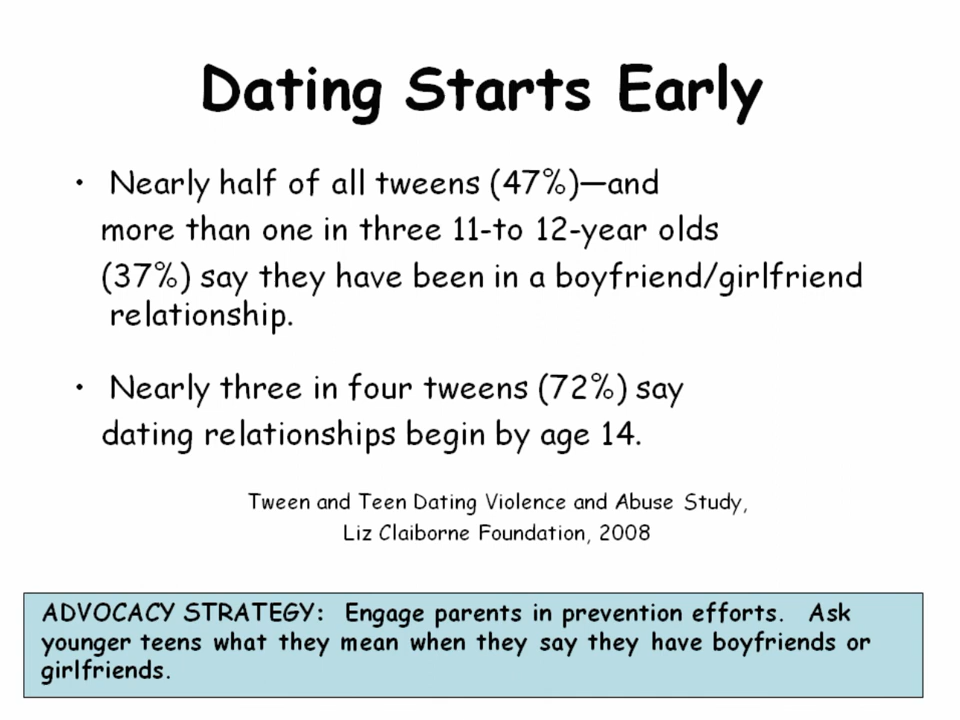 Dating Starts Early
• Nearly half of all tweens (47%)—and
more than one in three 11-to 12-year olds
(37%) say they have been in a boyfriend/girlfriend
relationship.
• Nearly three in four tweens (72%) say
dating relationships begin by age 14.
Tween and Teen Dating Violence and Abuse Study,
Liz Claiborne Foundation, 2008
ADVOCACY STRATEGY: Engage parents in prevention efforts. Ask
younger teens what they mean when they say they have boyfriends or
girlfriends.